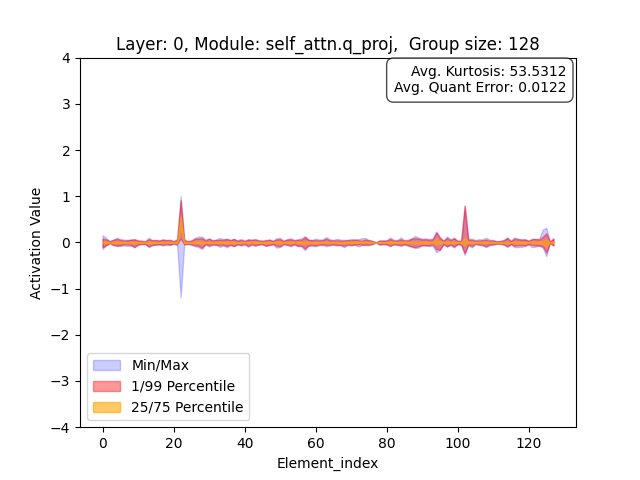 Layer: 0, Module: self_attn.q_proj,  Group size: 128
Avg. Kurtosis: 53.5312
Avg. Quant Error: 0.0122
4
3
2
1
0
−1
−2
−3
−4
Activation Value
Min/Max
1/99 Percentile
25/75 Percentile
0 20 40 60 80 100 120
Element_index